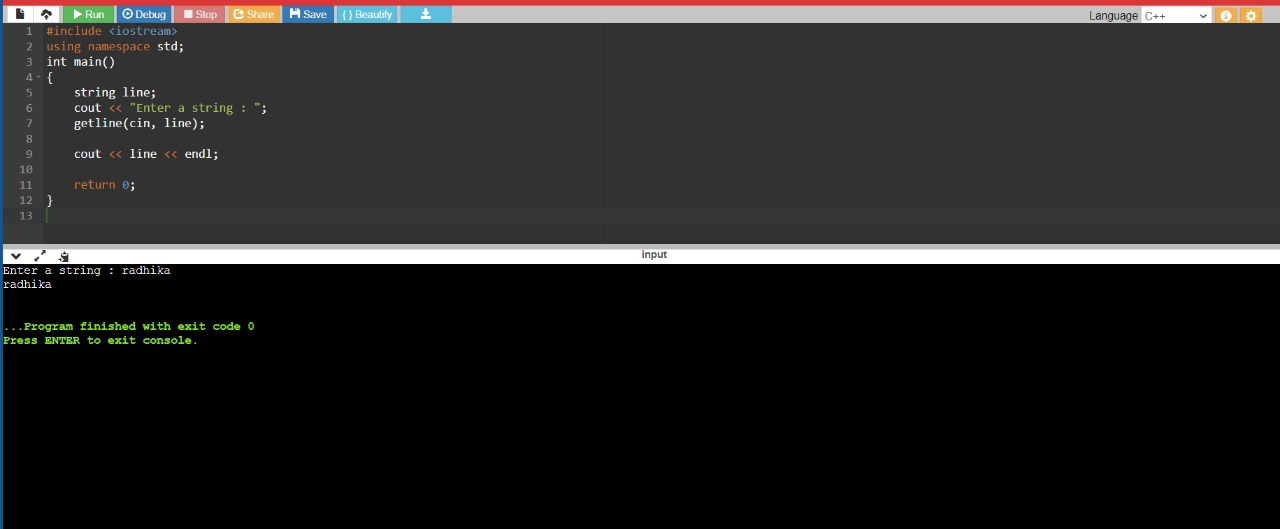 Run Debug Stop Share Save { } Beautify Language C++
1 #include <iostream>
2 using namespace std;
3 int main()
4 {
5     string line;
6     cout << "Enter a string : ";
7     getline(cin, line);
8
9     cout << line << endl;
10
11     return 0;
12 }
13
input
Enter a string : radhika
radhika
...Program finished with exit code 0
Press ENTER to exit console.